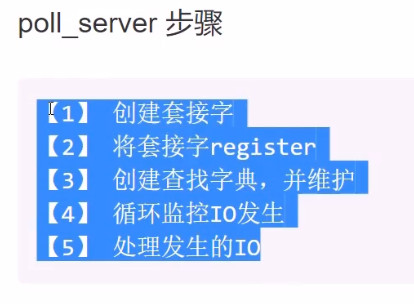 poll_server 步骤
【1】 创建套接字
【2】 将套接字register
【3】 创建查找字典，并维护
【4】 循环监控IO发生
【5】 处理发生的IO